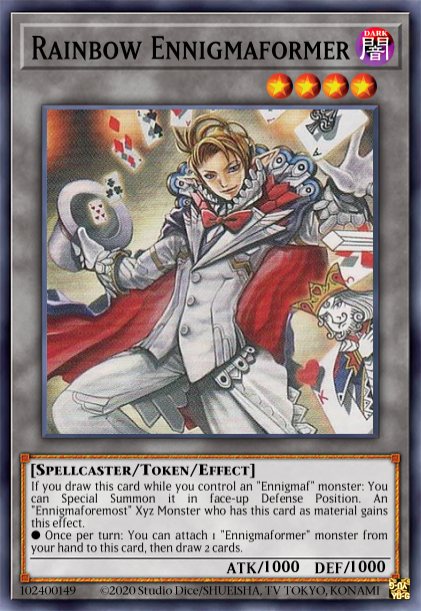 Rainbow Ennigmaformer
DARK
闇
K
[Spellcaster/Token/Effect]
If you draw this card while you control an "Ennigmaf" monster: You
can Special Summon it in face-up Defense Position. An
"Ennigmaforemost" Xyz Monster who has this card as material gains
this effect.
● Once per turn: You can attach 1 "Ennigmaformer" monster from
your hand to this card, then draw 2 cards.
ATK/1000 DEF/1000
102400149 ©2020 Studio Dice/SHUEISHA, TV TOKYO, KONAMI